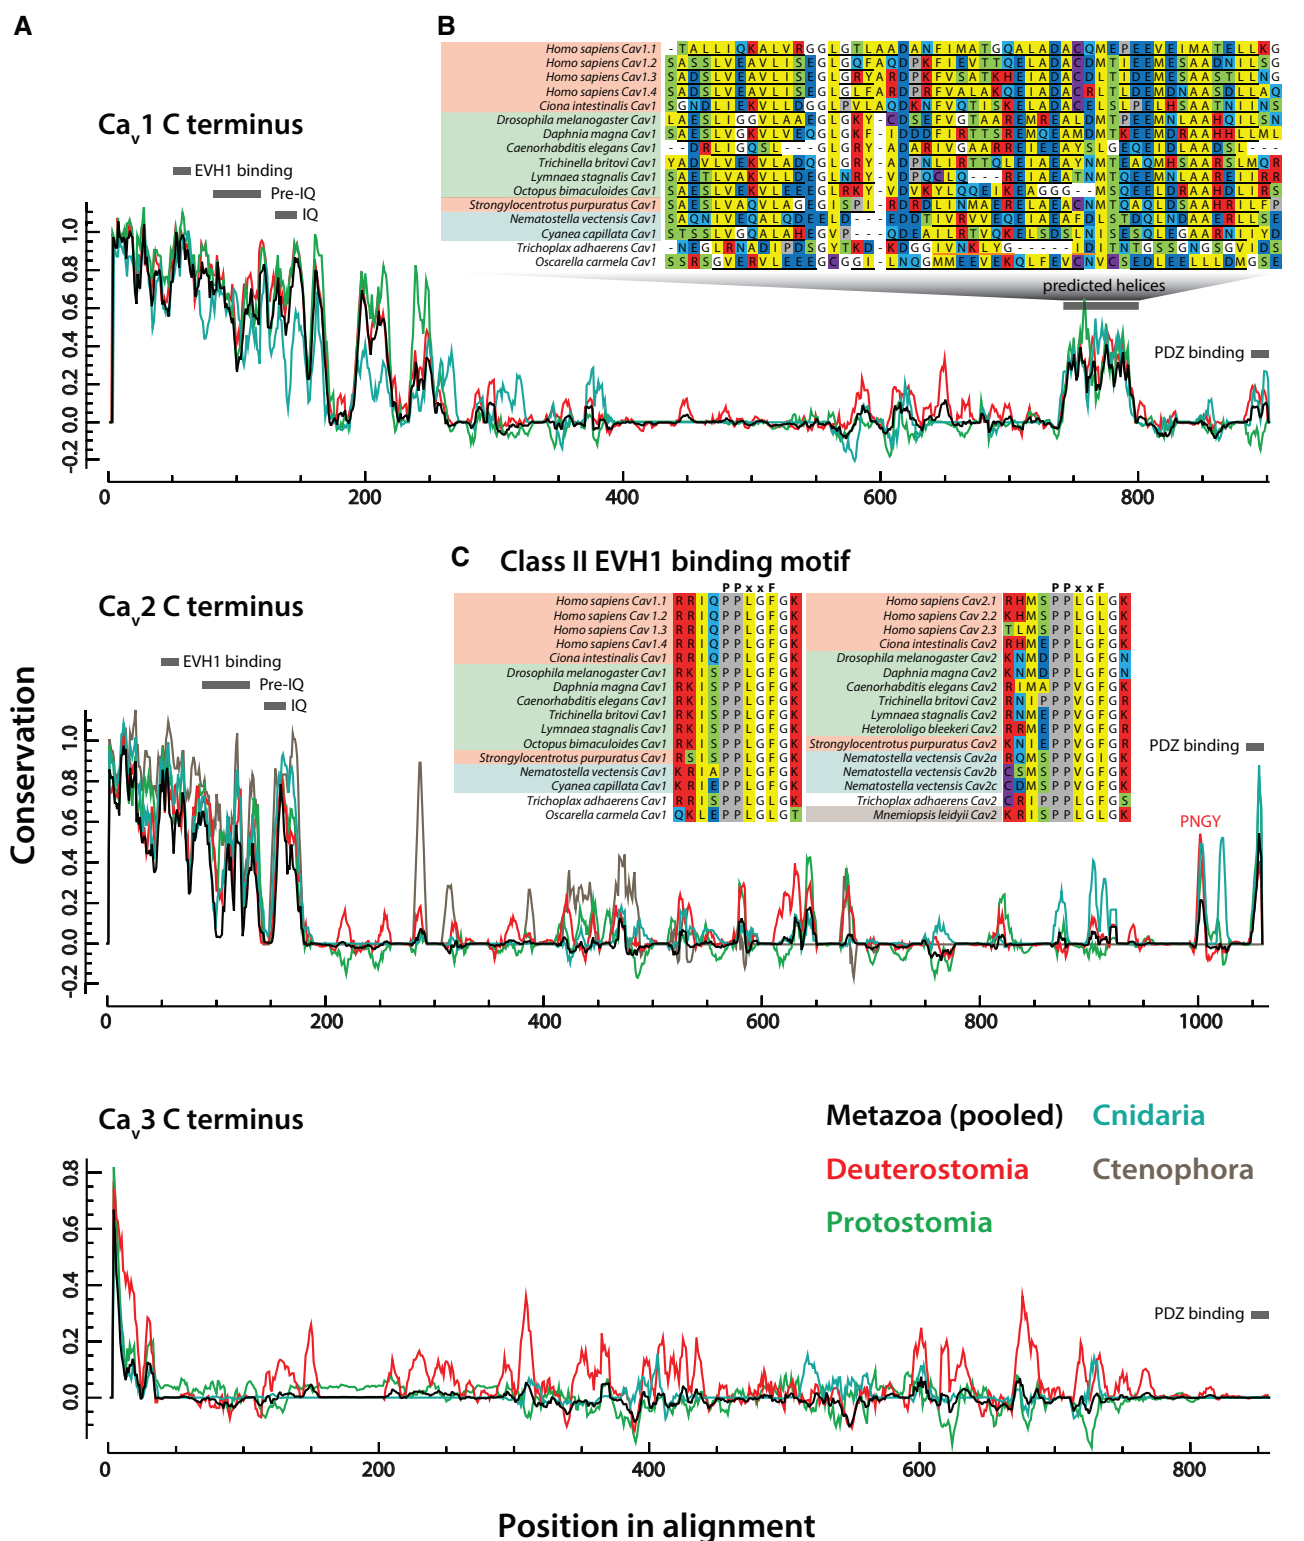 A
B
Homo sapiens Cav1.1 - T A L L I Q K A L V R G G L G T L A A D A N F I M A T G Q A L A D A C Q M E P E E V E I M A T E L L K G
Homo sapiens Cav1.2 S A S S L V E A V L I S E G L G Q F A Q D P K F I E V T T Q E L A D A C D M T I E E M E S A A D N I L S G
Homo sapiens Cav1.3 S A D S L V E A V L I S E G L G R Y A R D P K F V S A T K H E I A D A C D L T I D E M E S A A S T L L N G
Homo sapiens Cav1.4 S A D S L V E A V L I S E G L G L F A R D P R F V A L A K Q E I A D A C R L T L D E M D N A A S D L L A Q
Ciona intestinalis Cav1 S G N D L I E K V L L D G G L P V L A Q D K N F V Q T I S K E L A D A C E L S L P E L H S A A T N I I N S
Drosophila melanogaster Cav1 L A E S L I G G V L A A E G L G K Y - C D S E F V G T A A R E M R E A L D M T P E E M N L A A H Q I L S N
Daphnia magna Cav1 S A E S L V G K V L V E Q G L G K F - I D D D F I R T T S R E M Q E A M D M T K E E M D R A A H H L L M L
Caenorhabditis elegans Cav1 - - D R L I G Q S L - - - G L G R Y - A D A R I V G A A R R E I E E A Y S L G E Q E I D L A A D S L - - -
Trichinella britovi Cav1 Y A D V L V E K V L A D Q G L G R Y - A D P N L I R T T Q L E I A E A Y N M T E A Q M H S A A R S L M Q R
Lymnaea stagnalis Cav1 S A E T L V A K V L L D E G L N R Y - V D P Q C L Q - - - R E I A E A T N M T Q E E M N L A A R E I I R R
Octopus bimaculoides Cav1 S A E S L V E K V L E E E G L R K Y - V D V K Y L Q Q E I K E A G G G - - M S Q E E L D R A A H D L I R S
Strongylocentrotus purpuratus Cav1 S A E S L V A Q V L A G E G I S P I - R D R D L I N M A E R E L A E A C N M T Q A Q L D S A A H R I L F P
Nematostella vectensis Cav1 S A Q N I V E Q A L Q D E E L D - - E D D T I V R V V E Q E I A E A F D L S T D Q L N D A A E R L L S E
Cyanea capillata Cav1 S T S S L V G Q A L A H E G V P - - Q D E A I L R T V Q K E L S D S L N I S E S Q L E G A A R N I I Y D
Trichoplax adhaerens Cav1 - N E G L R N A D I P D S G Y T K D - K D G G I V N K L Y G - - - - - I D I T N T G S S G N G S G V I D S
Oscarella carmela Cav1 S S R S G V E R V L E E E G C G G I - L N Q G M M E E V E K Q L F E V C N V C S E D L E E L L L D M G S E
predicted helices
PDZ binding
Cav1 C terminus
EVH1 binding
Pre-IQ
IQ
1.0
0.8
0.6
0.4
0.2
0.0
-0.2
0 200 400 600 800
C Class II EVH1 binding motif
P P x x F
Homo sapiens Cav1.1 R R I Q P P L G F G K
Homo sapiens Cav 1.2 R R I Q P P L G F G K
Homo sapiens Cav 1.3 R R I Q P P L G F G K
Homo sapiens Cav1.4 R R I Q P P L G F G K
Ciona intestinalis Cav1 R R I Q P P L G F G K
Drosophila melanogaster Cav1 R K I S P P L G F G K
Daphnia magna Cav1 R K I S P P L G F G K
Caenorhabditis elegans Cav1 R K I S P P L G F G K
Trichinella britovi Cav1 R K I S P P L G F G K
Lymnaea stagnalis Cav1 R K I S P P L G F G K
Octopus bimaculoides Cav1 R K I S P P L G F G K
Strongylocentrotus purpuratus Cav1 R S I S P P L G F G K
Nematostella vectensis Cav1 K R I A P P L G F G K
Cyanea capillata Cav1 K R I E P P L G F G K
Trichoplax adhaerens Cav1 R R I S P P L G F G K
Oscarella carmela Cav1 Q K L E P P L G L G T
P P x x F
Homo sapiens Cav2.1 R H M S P P L G L G K
Homo sapiens Cav 2.2 K H M S P P L G L G K
Homo sapiens Cav 2.3 T L M S P P L G L G K
Ciona intestinalis Cav2 R H M E P P L G L G K
Drosophila melanogaster Cav2 K N M D P P L G F G N
Daphnia magna Cav2 K N M D P P L G F G N
Caenorhabditis elegans Cav2 R I M A P P V G F G K
Trichinella britovi Cav2 R N I P P P V G F G R
Lymnaea stagnalis Cav2 R N M E P P V G F G K
Heterololigo bleekeri Cav2 R R M E P P V G F G K
Strongylocentrotus purpuratus Cav2 K N I E P P V G F G R
Nematostella vectensis Cav2a R Q M S P P V G I G K
Nematostella vectensis Cav2b C S M S P P V G F G K
Nematostella vectensis Cav2c C D M S P P V G F G K
Trichoplax adhaerens Cav2 C R I P P P L G F G S
Mnemiopsis leidyii Cav2 K R I S P P L G L G K
Cav2 C terminus
EVH1 binding
Pre-IQ
IQ
PDZ binding
PNGY
1.0
0.8
0.6
0.4
0.2
0.0
-0.2
0 200 400 600 800 1000
Conservation
Cav3 C terminus
Metazoa (pooled) Cnidaria
Deuterostomia Ctenophora
Protostomia
PDZ binding
0.8
0.6
0.4
0.2
0.0
0 200 400 600 800
Position in alignment